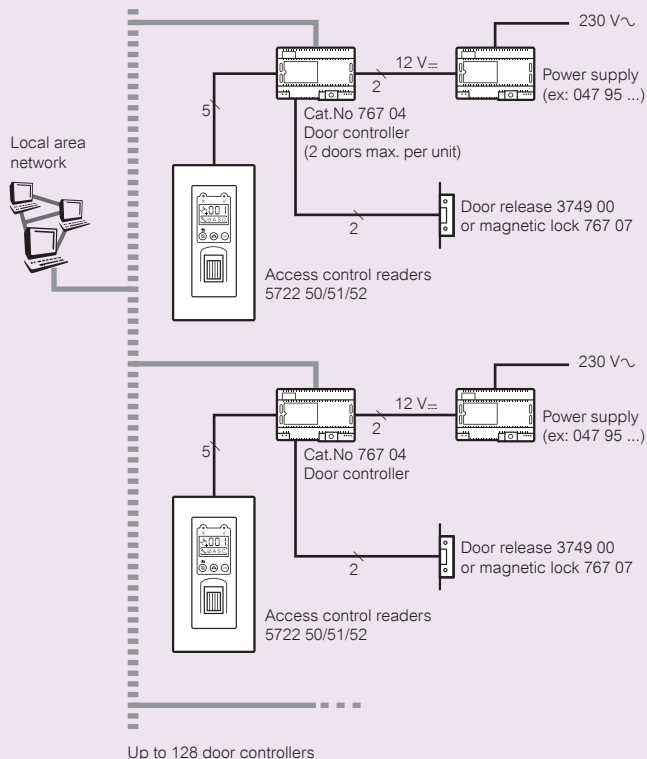 230 V∿
12 V⎓
2
Power supply
(ex: 047 95 ...)
5
Cat.No 767 04
Door controller
(2 doors max. per unit)
Local area
network
001
ASC
2
Door release 3749 00
or magnetic lock 767 07
Access control readers
5722 50/51/52
230 V∿
12 V⎓
2
Power supply
(ex: 047 95 ...)
5
Cat.No 767 04
Door controller
001
ASC
2
Door release 3749 00
or magnetic lock 767 07
Access control readers
5722 50/51/52
Up to 128 door controllers